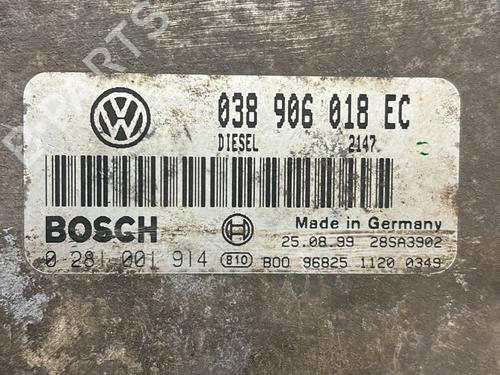 038 906 018 EC
DIESEL 2147
BOSCH
Made in Germany
25.08.99 28SA3902
0 281 001 914 810 B00 96825 1120 0349